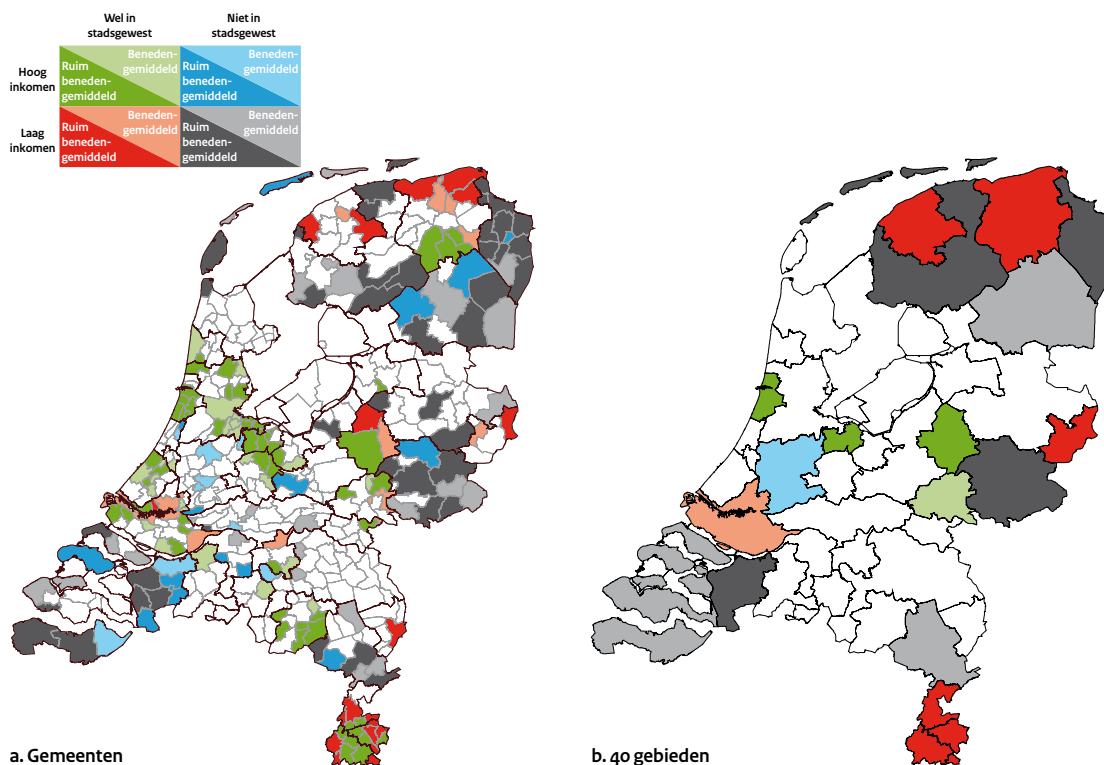 Wel in
stadsgewest
Niet in
stadsgewest
Hoog
inkomen
Beneden-
gemiddeld
Ruim
beneden-
gemiddeld
Beneden-
gemiddeld
Ruim
beneden-
gemiddeld
Laag
inkomen
Beneden-
gemiddeld
Ruim
beneden-
gemiddeld
Beneden-
gemiddeld
Ruim
beneden-
gemiddeld
a. Gemeenten
b. 40 gebieden